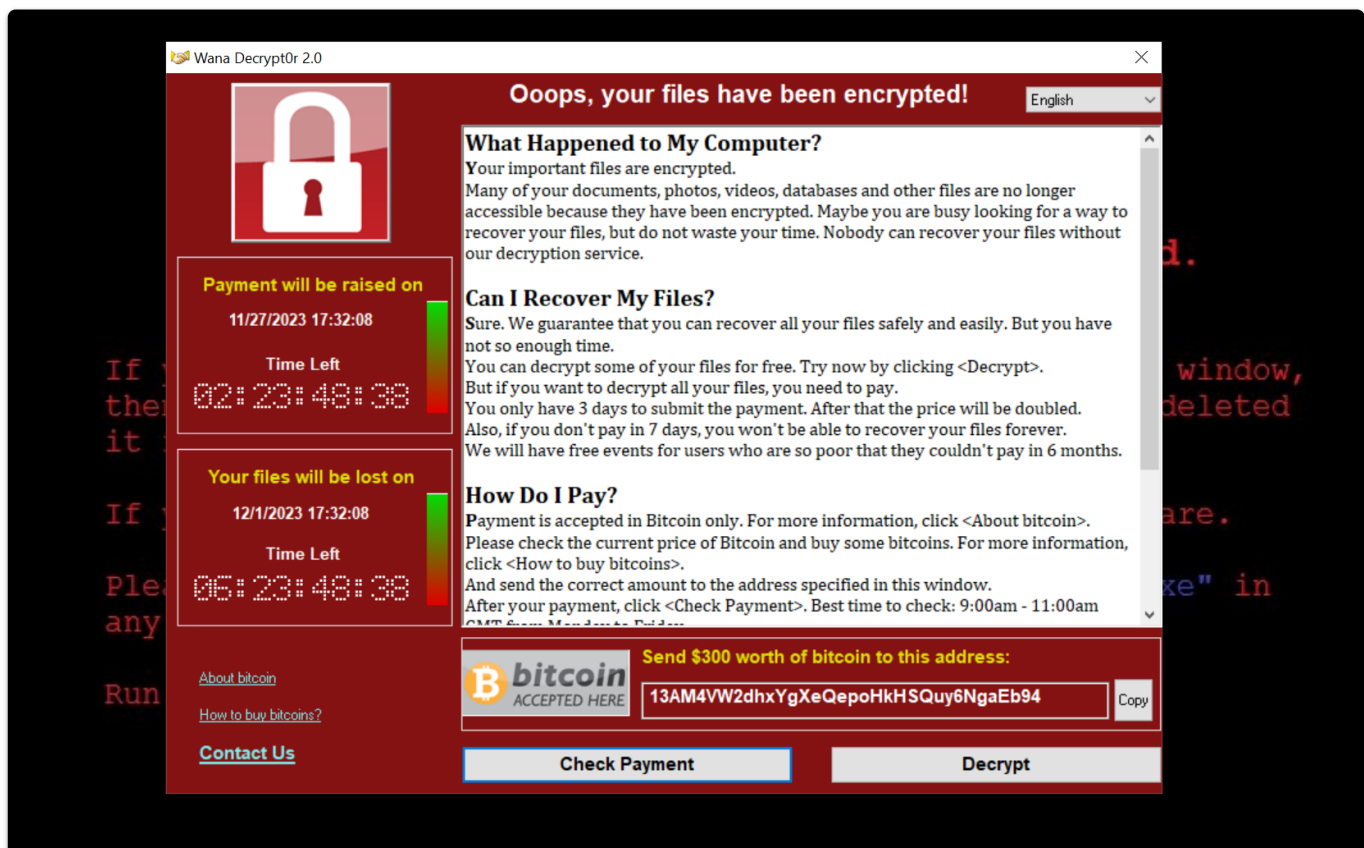 Wana Decrypt0r 2.0
Ooops, your files have been encrypted!
English
What Happened to My Computer?
Your important files are encrypted.
Many of your documents, photos, videos, databases and other files are no longer
accessible because they have been encrypted. Maybe you are busy looking for a way to
recover your files, but do not waste your time. Nobody can recover your files without
our decryption service.
Can I Recover My Files?
Sure. We guarantee that you can recover all your files safely and easily. But you have
not so enough time.
You can decrypt some of your files for free. Try now by clicking <Decrypt>.
But if you want to decrypt all your files, you need to pay.
You only have 3 days to submit the payment. After that the price will be doubled.
Also, if you don't pay in 7 days, you won't be able to recover your files forever.
We will have free events for users who are so poor that they couldn't pay in 6 months.
How Do I Pay?
Payment is accepted in Bitcoin only. For more information, click <About bitcoin>.
Please check the current price of Bitcoin and buy some bitcoins. For more information,
click <How to buy bitcoins>.
And send the correct amount to the address specified in this window.
After your payment, click <Check Payment>. Best time to check: 9:00am - 11:00am
GMT from Monday to Friday.
Payment will be raised on
11/27/2023 17:32:08
Time Left
02:23:48:38
Your files will be lost on
12/1/2023 17:32:08
Time Left
06:23:48:38
About bitcoin
How to buy bitcoins?
Contact Us
bitcoin
ACCEPTED HERE
Send $300 worth of bitcoin to this address:
13AM4VW2dhxYgXeQepoHkHSQuy6NgaEb94
Copy
Check Payment
Decrypt
If
window,
deleted
it
If
in
any
Run